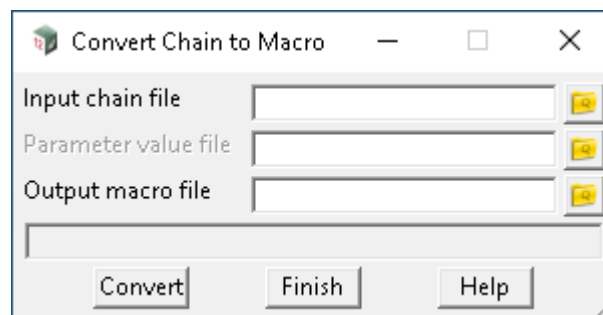 Convert Chain to Macro
Input chain file
Parameter value file
Output macro file
Convert Finish Help